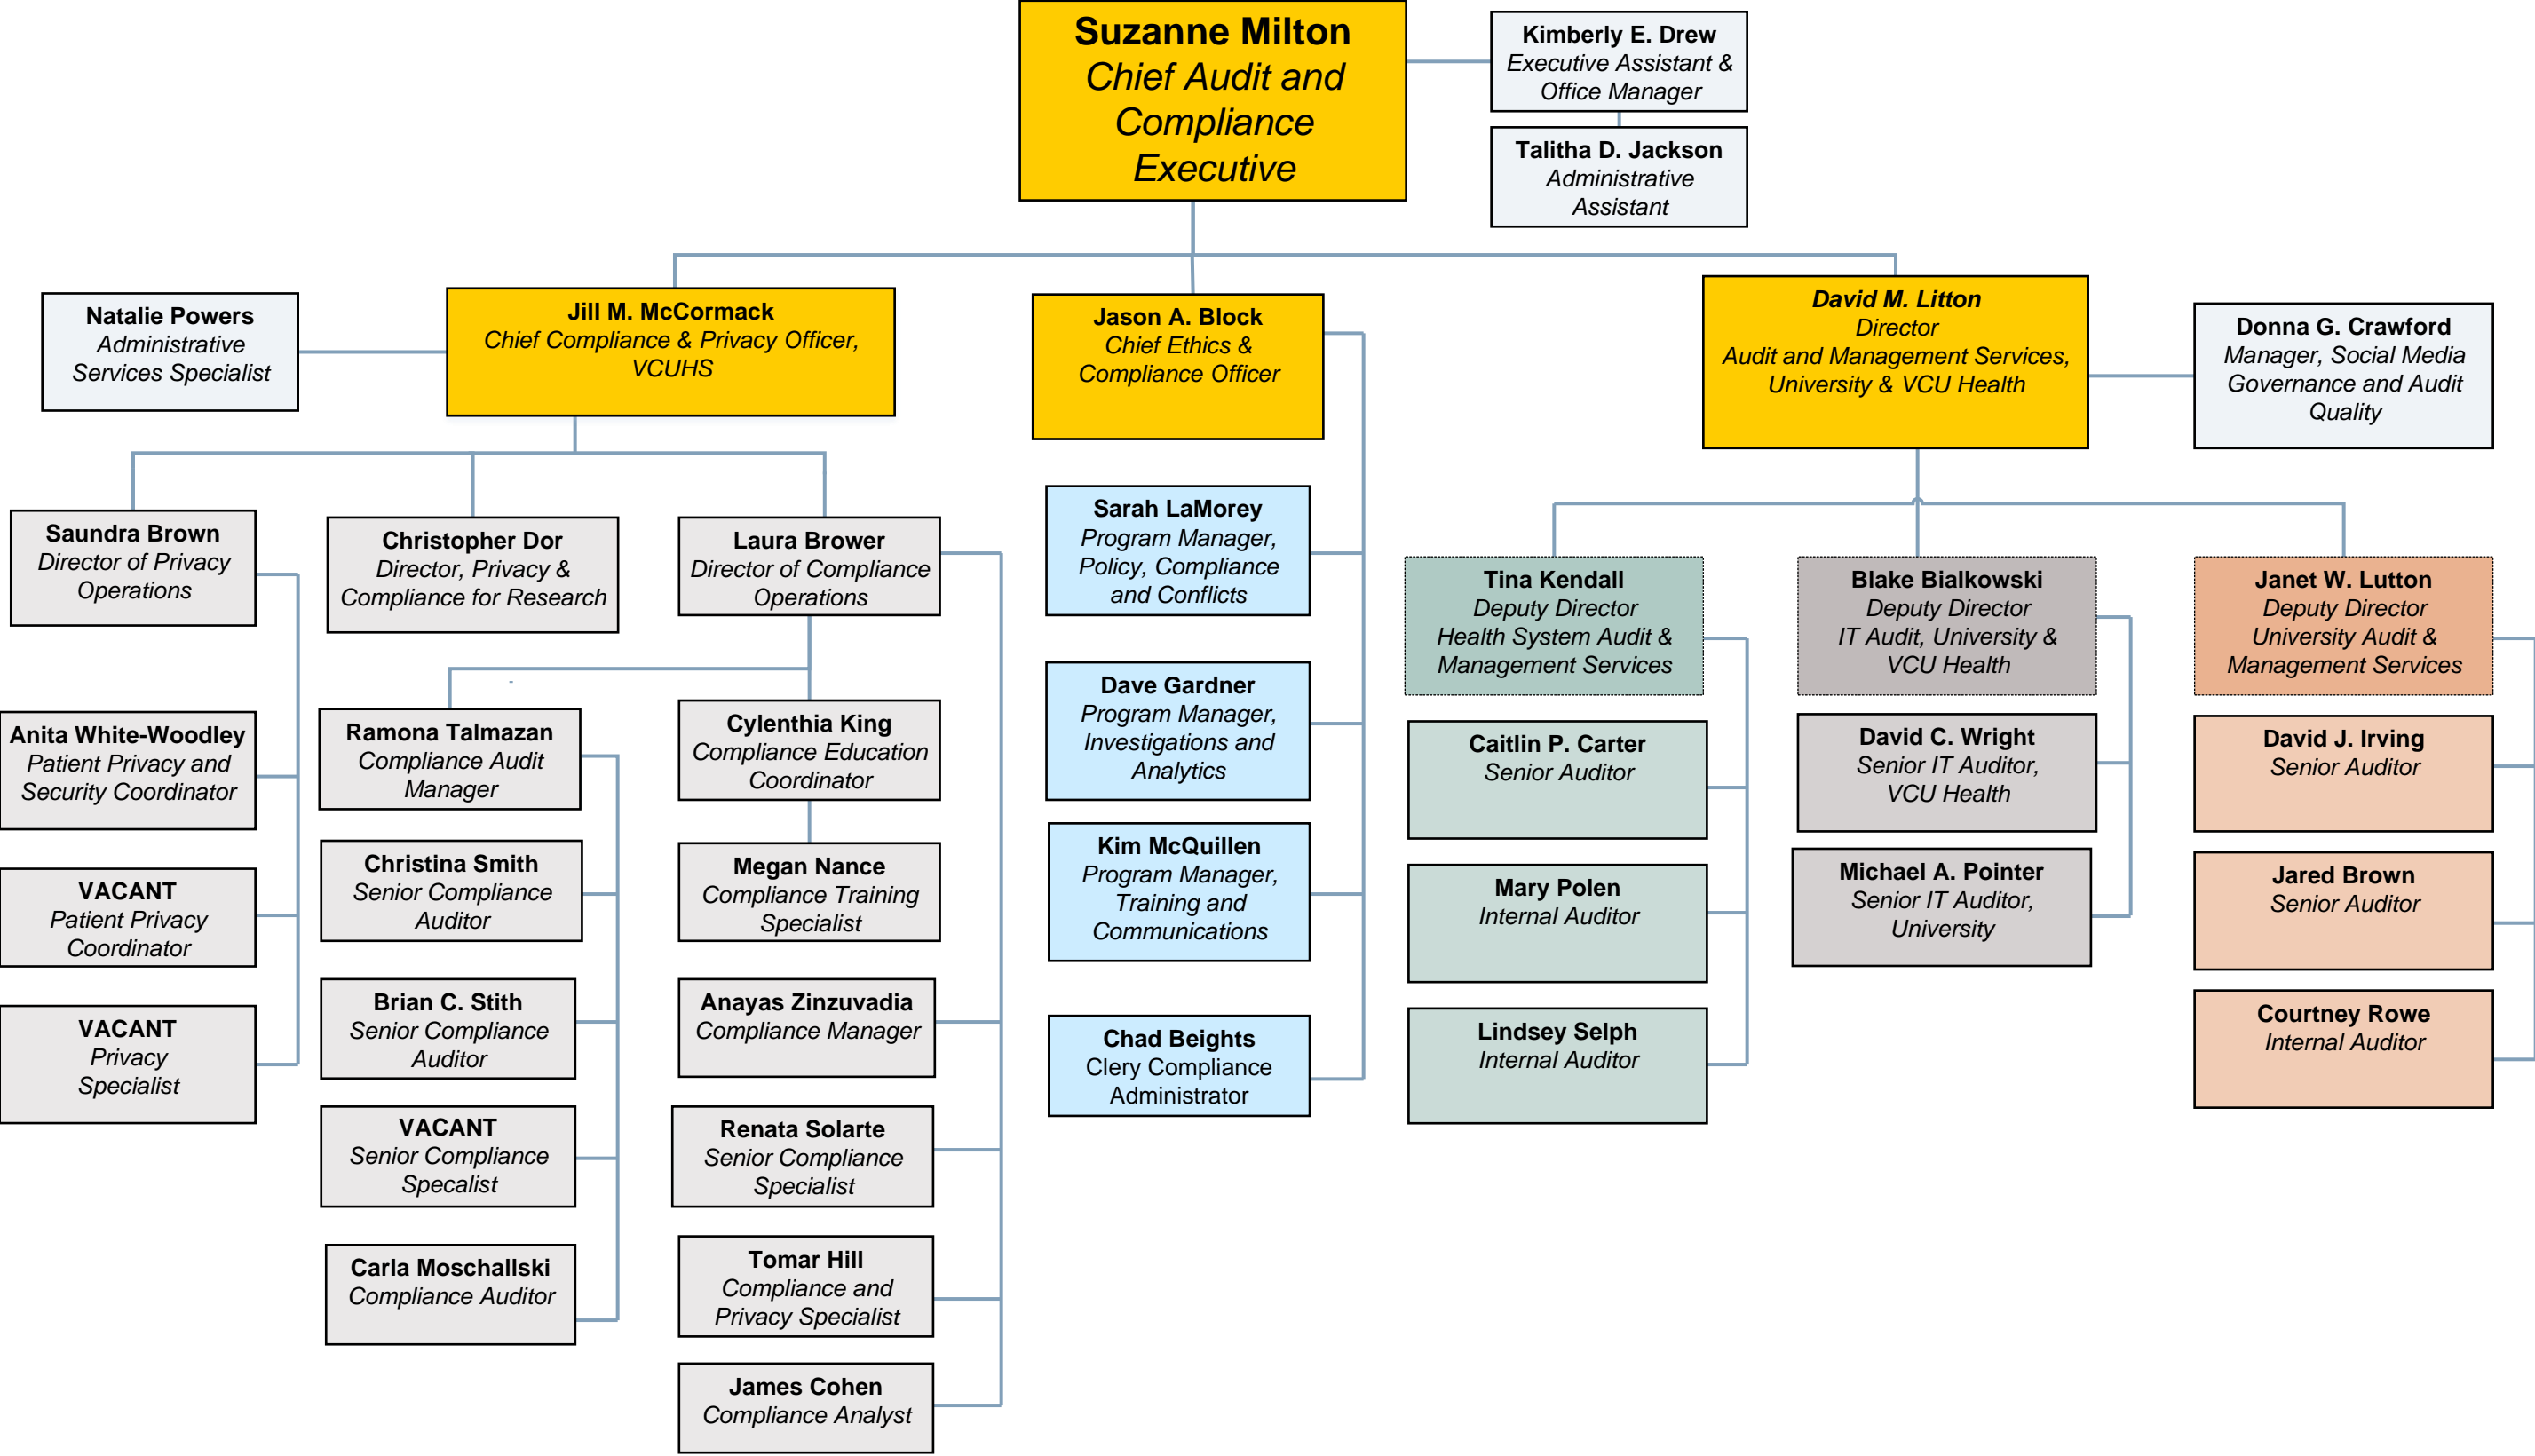 Suzanne Milton
Chief Audit and
Compliance
Executive
Kimberly E. Drew
Executive Assistant &
Office Manager
Talitha D. Jackson
Administrative
Assistant
Natalie Powers
Administrative
Services Specialist
Jill M. McCormack
Chief Compliance & Privacy Officer,
VCUHS
Jason A. Block
Chief Ethics &
Compliance Officer
David M. Litton
Director
Audit and Management Services,
University & VCU Health
Donna G. Crawford
Manager, Social Media
Governance and Audit
Quality
Saundra Brown
Director of Privacy
Operations
Anita White-Woodley
Patient Privacy and
Security Coordinator
VACANT
Patient Privacy
Coordinator
VACANT
Privacy
Specialist
Christopher Dor
Director, Privacy &
Compliance for Research
Laura Brower
Director of Compliance
Operations
Ramona Talmazan
Compliance Audit
Manager
Christina Smith
Senior Compliance
Auditor
Brian C. Stith
Senior Compliance
Auditor
VACANT
Senior Compliance
Specalist
Carla Moschallski
Compliance Auditor
Cylenthia King
Compliance Education
Coordinator
Megan Nance
Compliance Training
Specialist
Anayas Zinzuvadia
Compliance Manager
Renata Solarte
Senior Compliance
Specialist
Tomar Hill
Compliance and
Privacy Specialist
James Cohen
Compliance Analyst
Sarah LaMorey
Program Manager,
Policy, Compliance
and Conflicts
Dave Gardner
Program Manager,
Investigations and
Analytics
Kim McQuillen
Program Manager,
Training and
Communications
Chad Beights
Clery Compliance
Administrator
Tina Kendall
Deputy Director
Health System Audit &
Management Services
Caitlin P. Carter
Senior Auditor
Mary Polen
Internal Auditor
Lindsey Selph
Internal Auditor
Blake Bialkowski
Deputy Director
IT Audit, University &
VCU Health
David C. Wright
Senior IT Auditor,
VCU Health
Michael A. Pointer
Senior IT Auditor,
University
Janet W. Lutton
Deputy Director
University Audit &
Management Services
David J. Irving
Senior Auditor
Jared Brown
Senior Auditor
Courtney Rowe
Internal Auditor